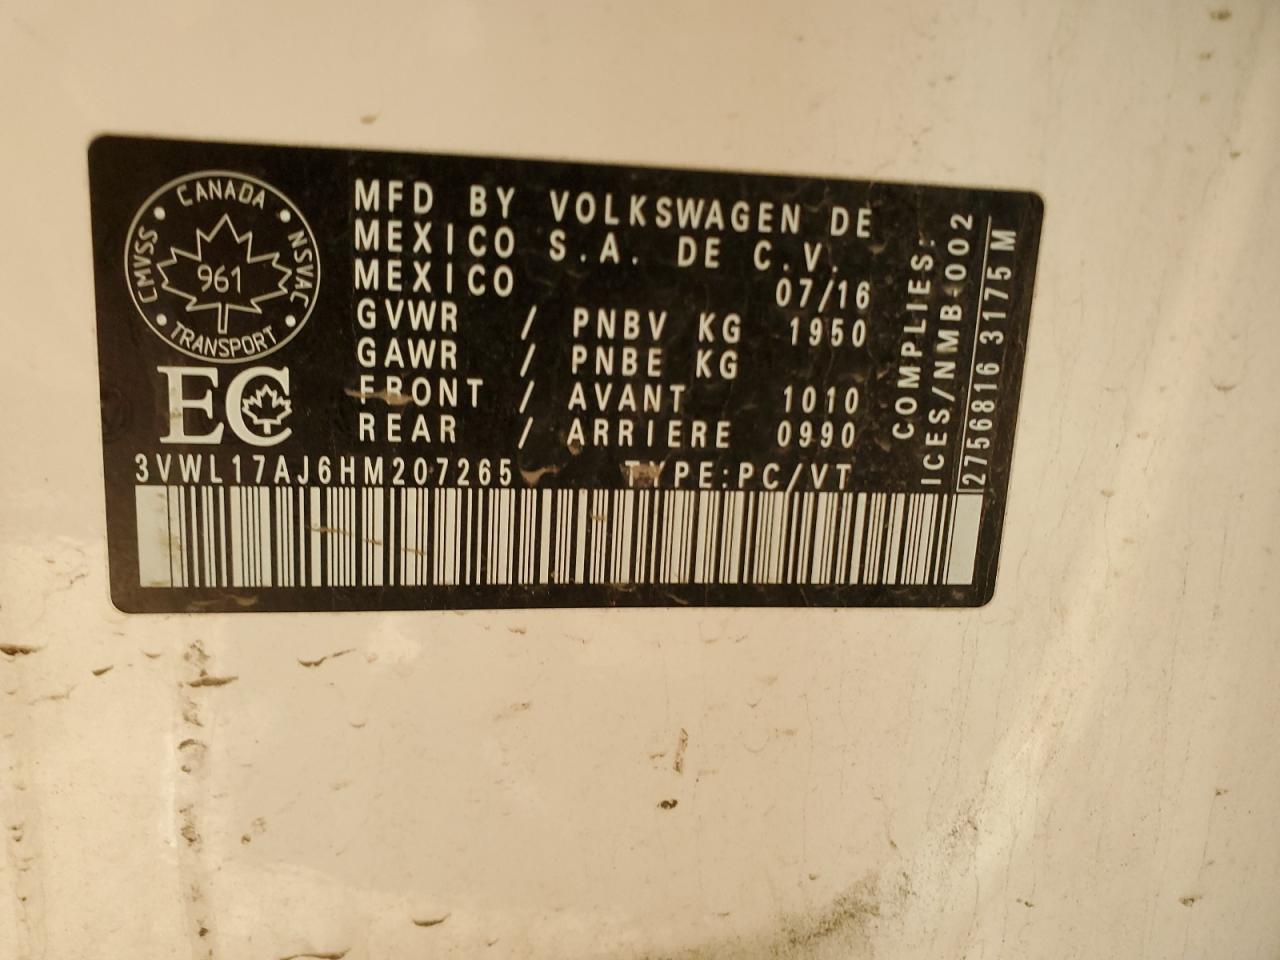 CANADA
CMVSS
NSVAC
961
TRANSPORT
EC
MFD BY VOLKSWAGEN DE
MEXICO S.A. DE C.V.
MEXICO 07/16
GVWR / PNBV KG 1950
GAWR / PNBE KG
FRONT / AVANT 1010
REAR / ARRIERE 0990
3VWL17AJ6HM207265 TYPE:PC/VT
COMPLIES:
ICES/NMB-002
2756816 3175 M